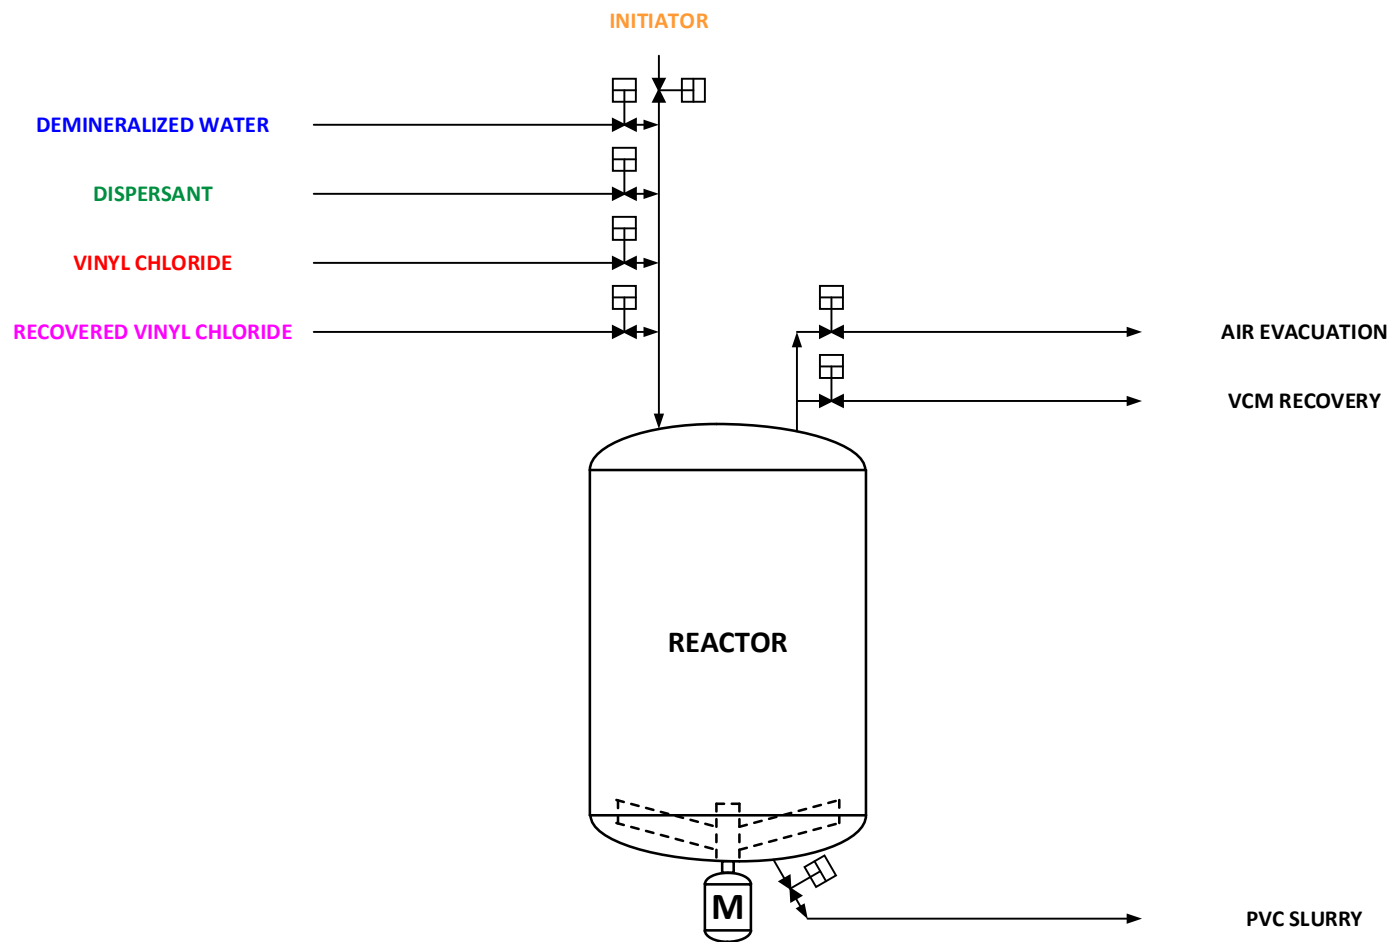 INITIATOR
DEMINERALIZED WATER
DISPERSANT
VINYL CHLORIDE
RECOVERED VINYL CHLORIDE
AIR EVACUATION
VCM RECOVERY
REACTOR
M
PVC SLURRY